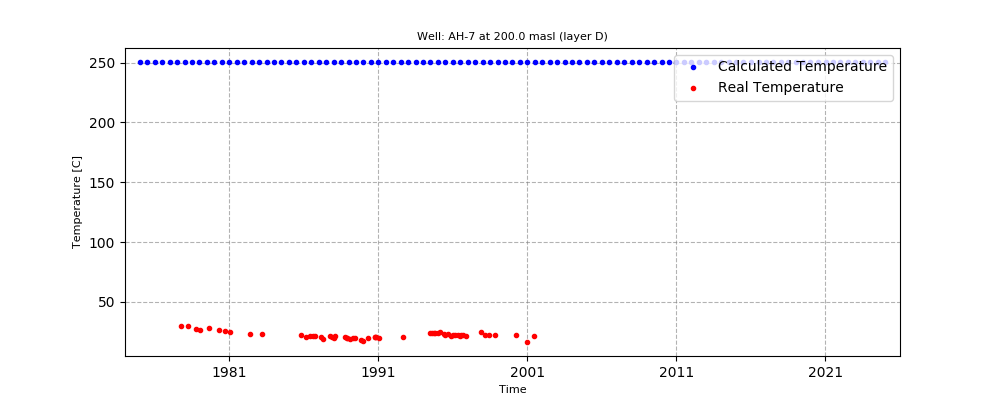 Well: AH-7 at 200.0 masl (layer D)
Calculated Temperature
Real Temperature
Temperature [C]
250
200
150
100
50
1981
1991
2001
2011
2021
Time